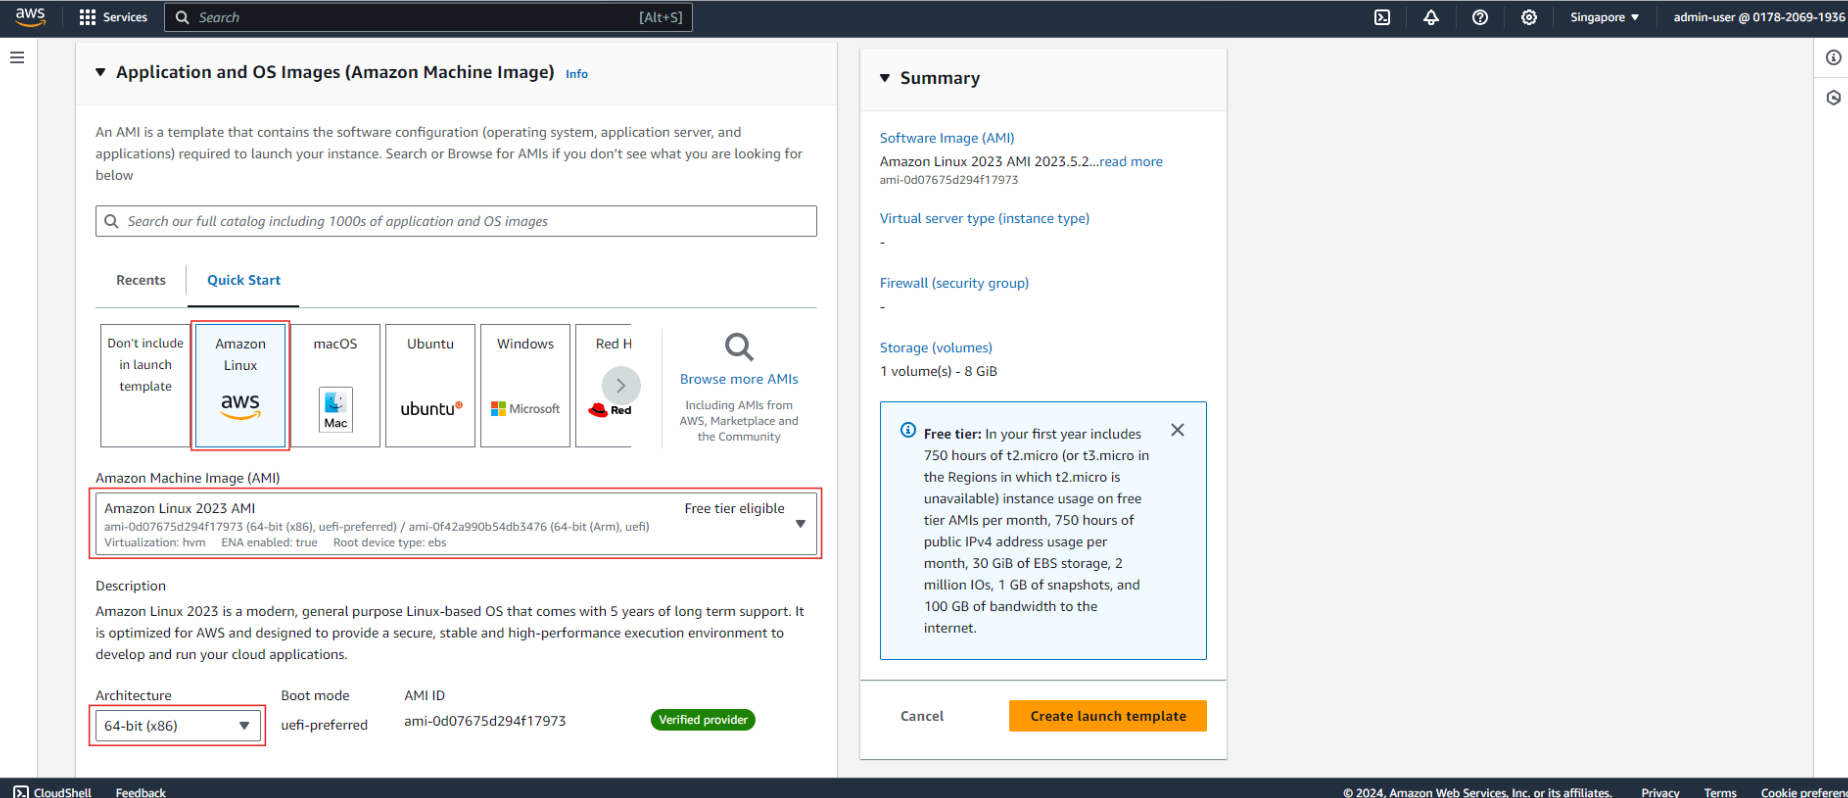 aws
Services
Search
[Alt+S]
Singapore
admin-user @ 0178-2069-1936
Application and OS Images (Amazon Machine Image) Info
An AMI is a template that contains the software configuration (operating system, application server, and
applications) required to launch your instance. Search or Browse for AMIs if you don't see what you are looking for
below
Search our full catalog including 1000s of application and OS images
Recents
Quick Start
Don't include
in launch
template
Amazon
Linux
aws
macOS
Mac
Ubuntu
ubuntu
Windows
Microsoft
Red H
Red
Browse more AMIs
Including AMIs from
AWS, Marketplace and
the Community
Amazon Machine Image (AMI)
Amazon Linux 2023 AMI
Free tier eligible
ami-0d07675d294f17973 (64-bit (x86), uefi-preferred) / ami-0f42a990b54db3476 (64-bit (Arm), uefi)
Virtualization: hvm ENA enabled: true Root device type: ebs
Description
Amazon Linux 2023 is a modern, general purpose Linux-based OS that comes with 5 years of long term support. It
is optimized for AWS and designed to provide a secure, stable and high-performance execution environment to
develop and run your cloud applications.
Architecture
64-bit (x86)
Boot mode
uefi-preferred
AMI ID
ami-0d07675d294f17973
Verified provider
Summary
Software Image (AMI)
Amazon Linux 2023 AMI 2023.5.2...read more
ami-0d07675d294f17973
Virtual server type (instance type)
-
Firewall (security group)
-
Storage (volumes)
1 volume(s) - 8 GiB
Free tier: In your first year includes
750 hours of t2.micro (or t3.micro in
the Regions in which t2.micro is
unavailable) instance usage on free
tier AMIs per month, 750 hours of
public IPv4 address usage per
month, 30 GiB of EBS storage, 2
million IOs, 1 GB of snapshots, and
100 GB of bandwidth to the
internet.
Cancel
Create launch template
CloudShell
Feedback
© 2024, Amazon Web Services, Inc. or its affiliates.
Privacy
Terms
Cookie preferen